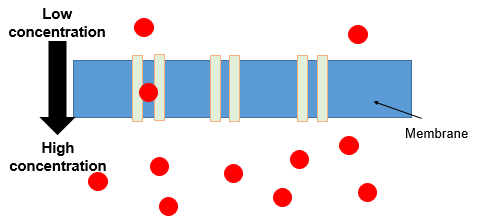 Low
concentration
Membrane
High
concentration